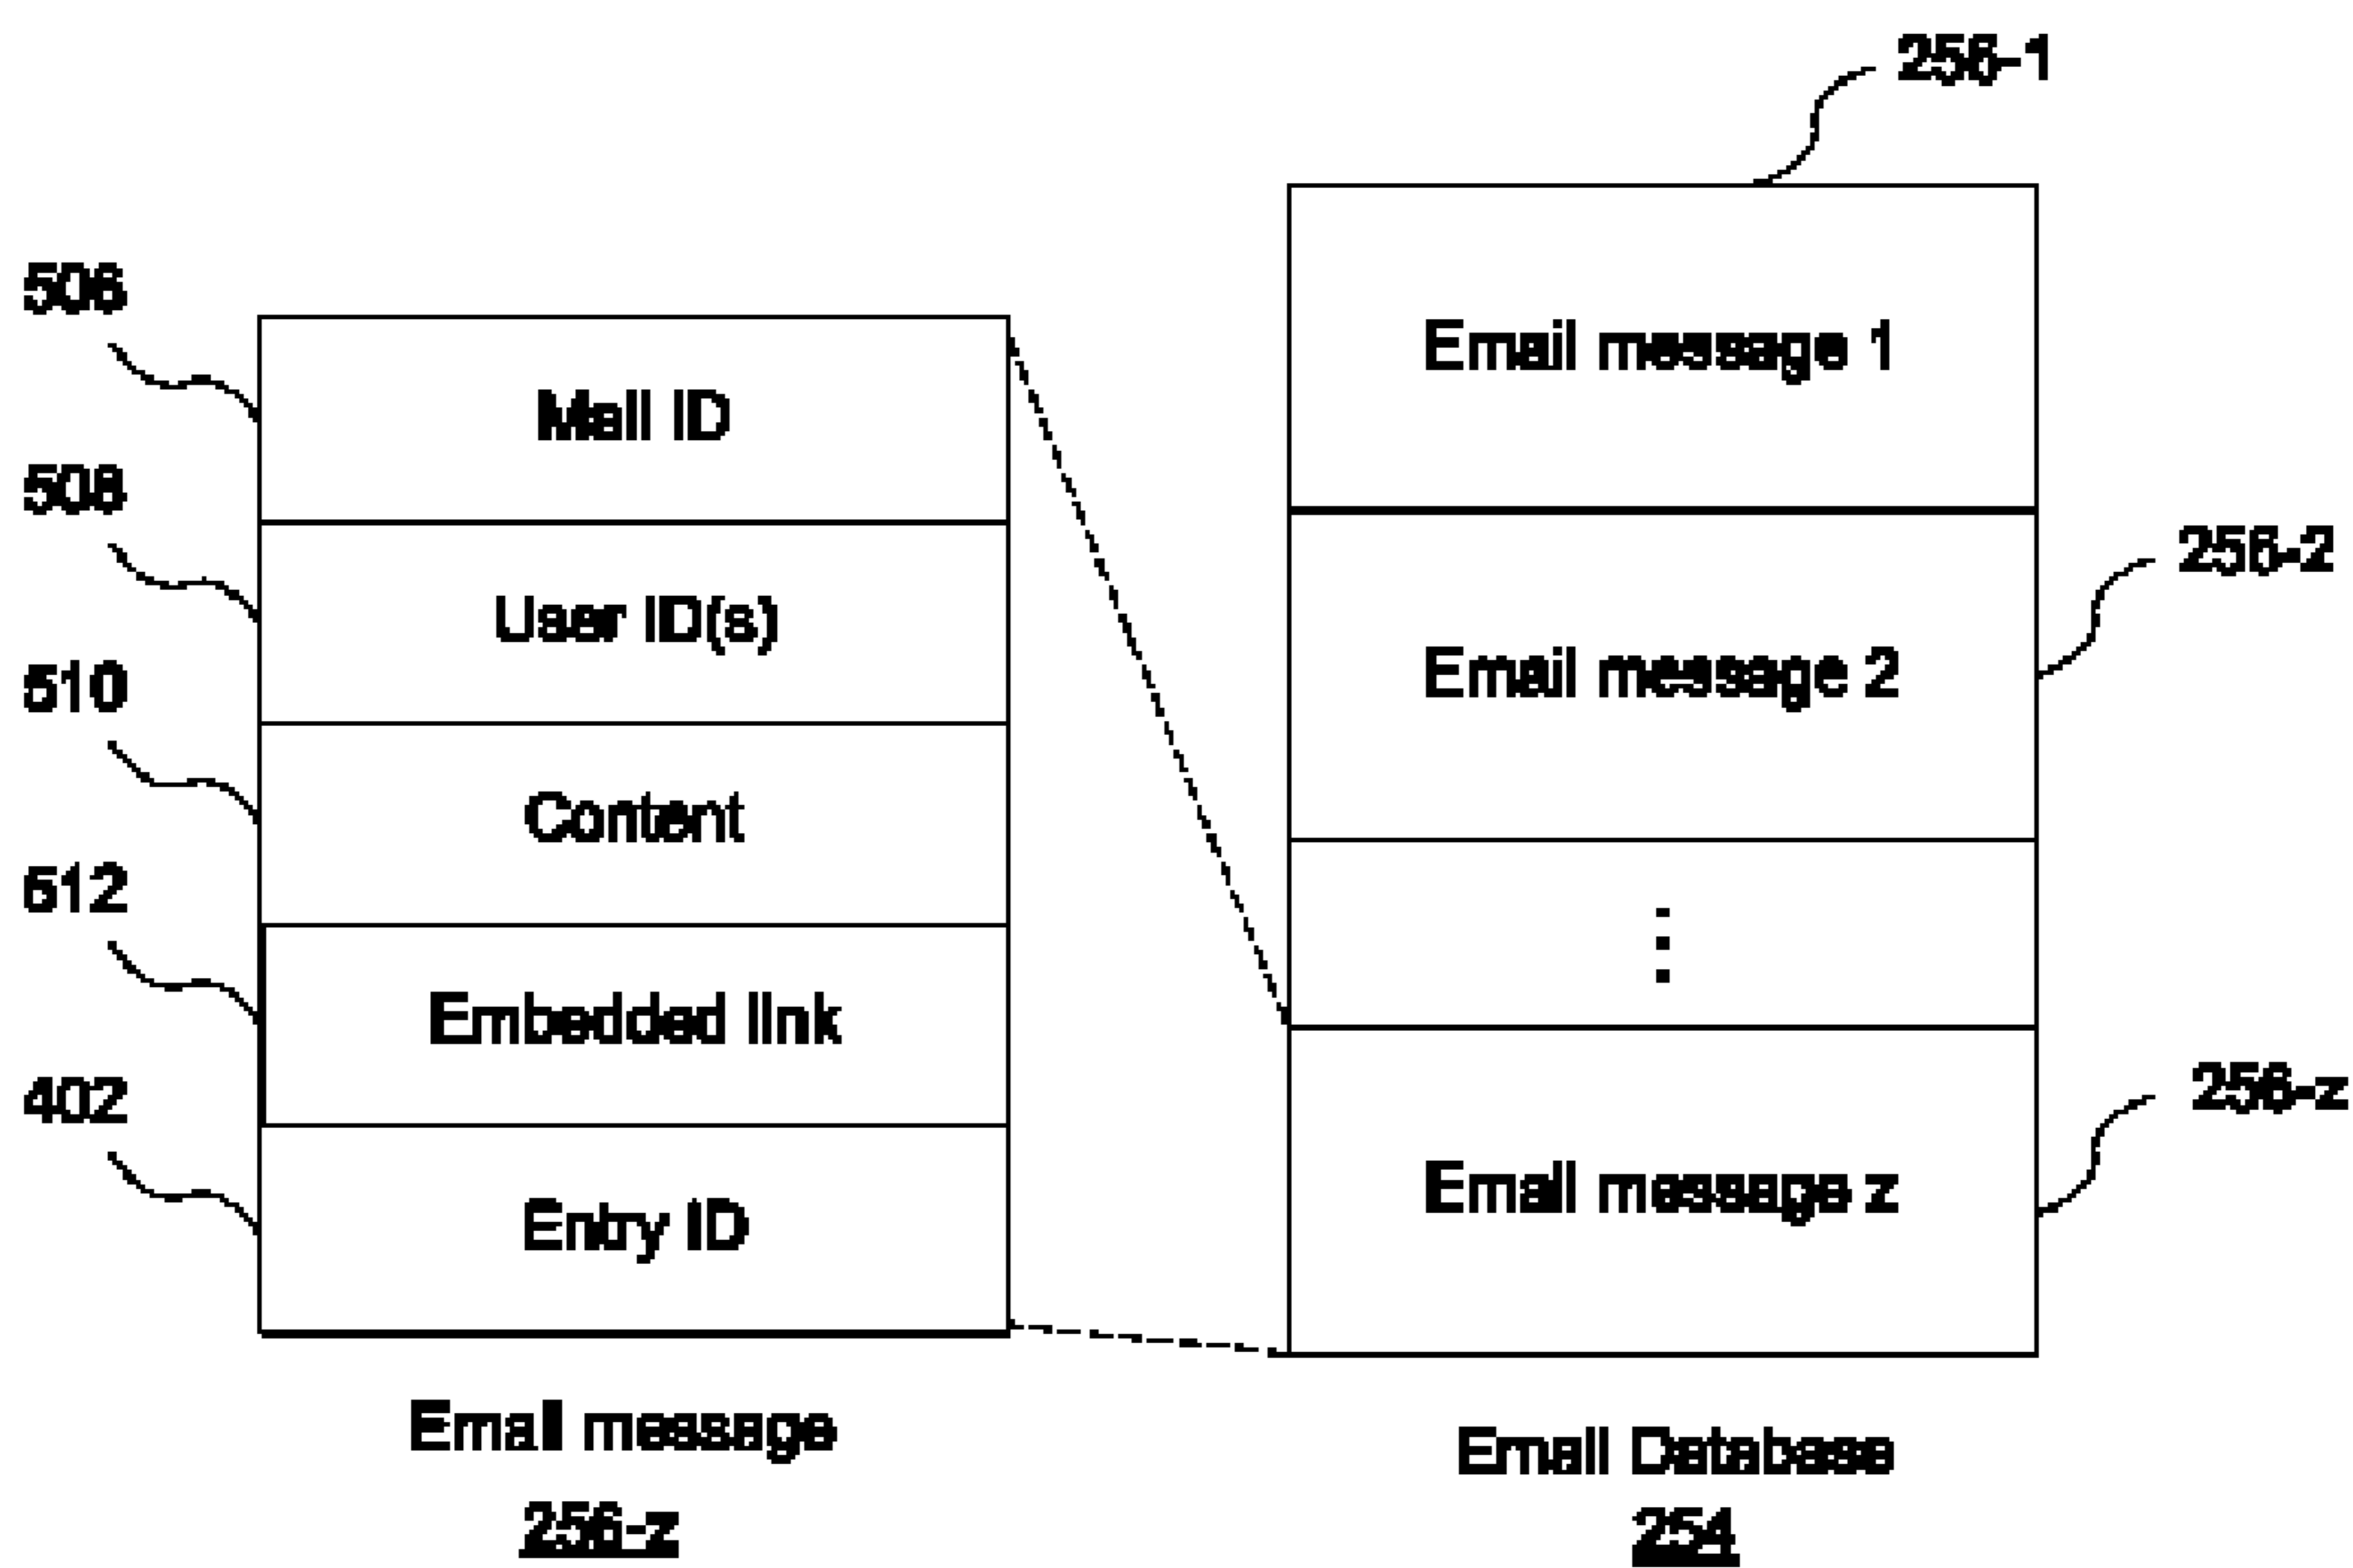 256-1
506
Email message 1
Mail ID
508
256-2
User ID(s)
Email message 2
510
Content
512
Embedded link
402
256-z
Email message z
Entry ID
Email message
256-z
Email Database
254